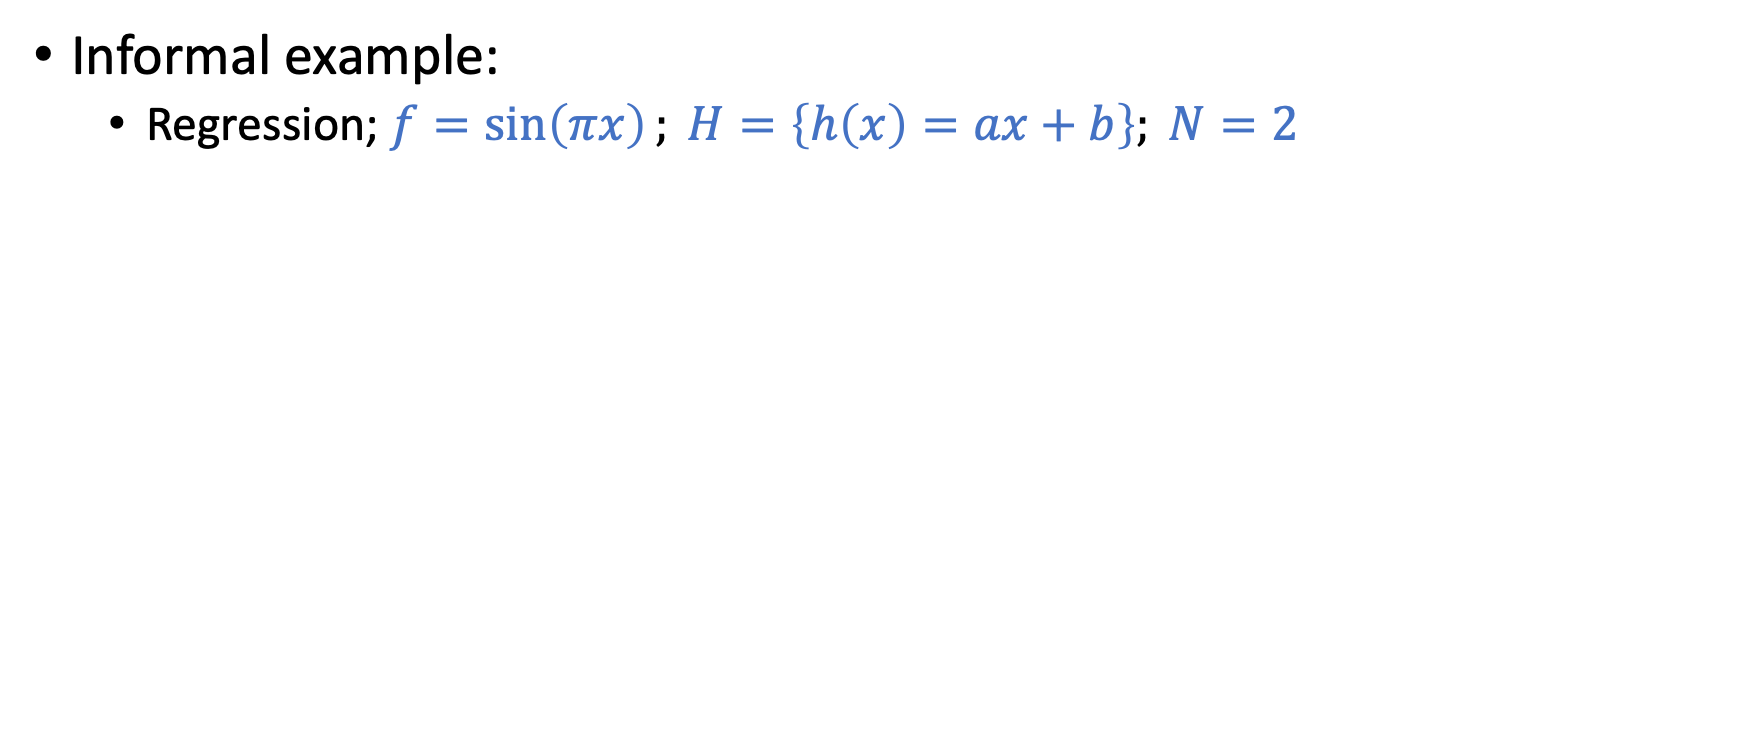 • Informal example:
• Regression; f = sin(πx) ; H = {h(x) = ax + b}; N = 2